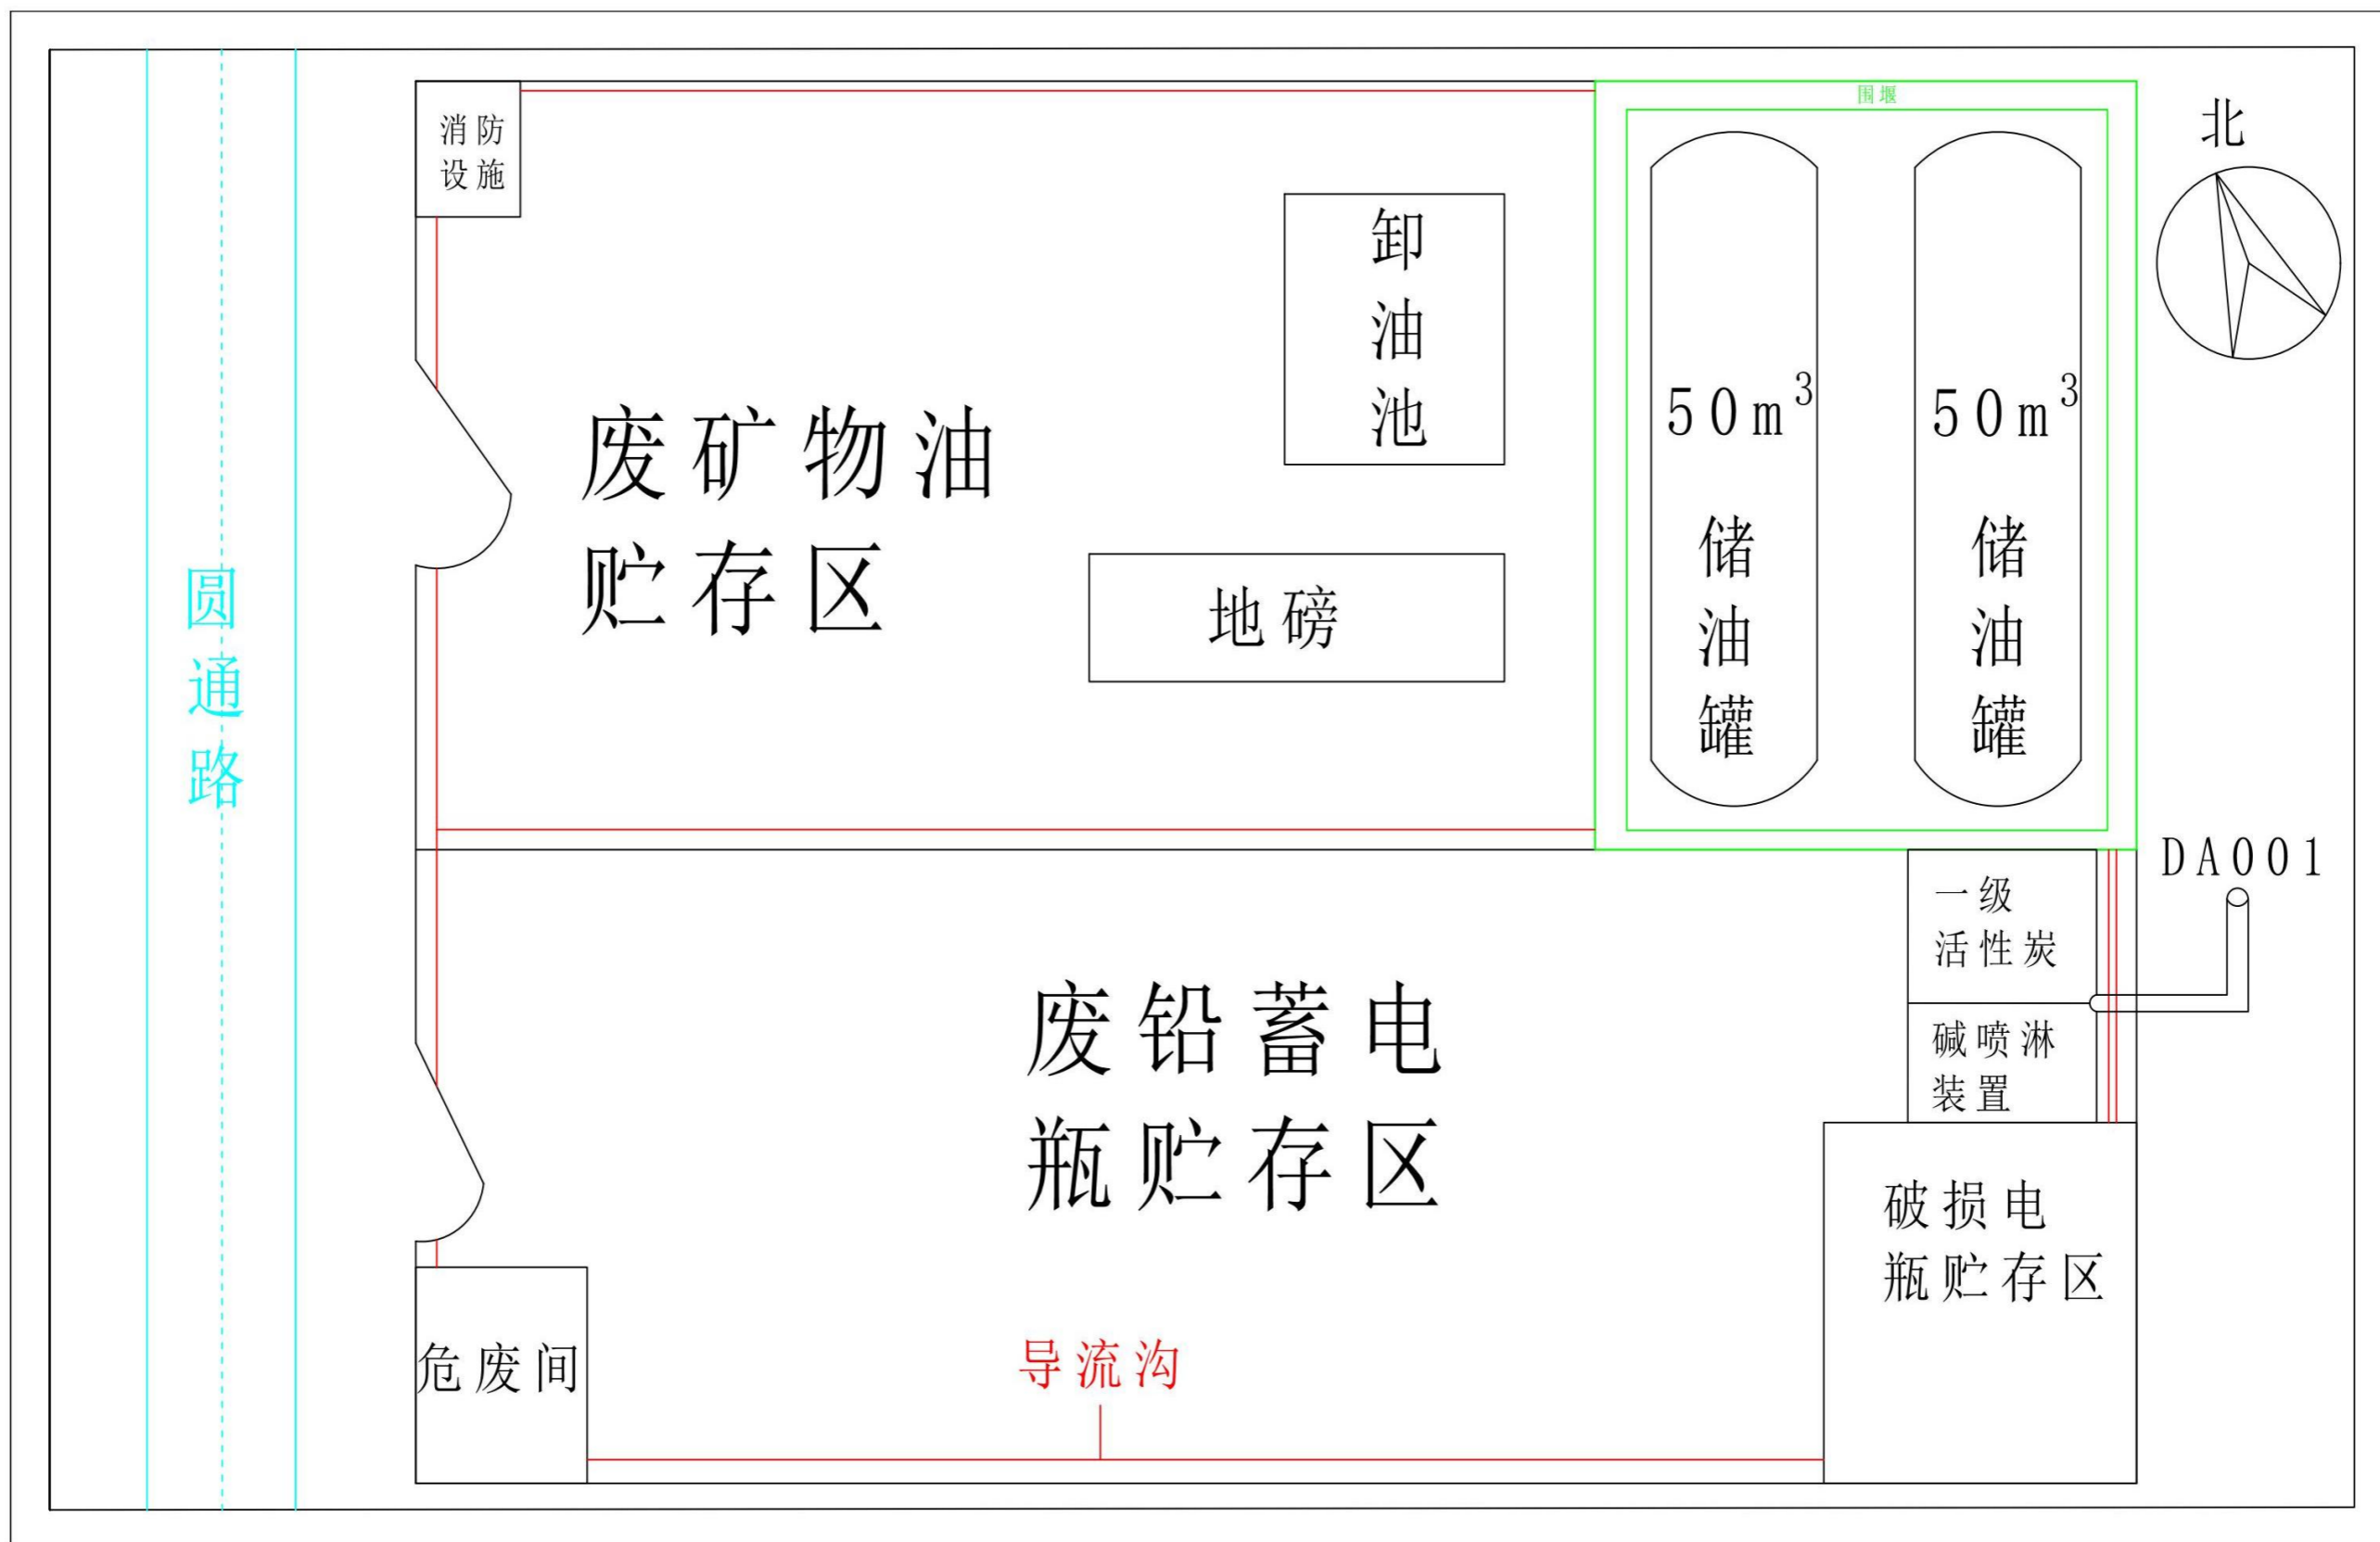 圆通路
消防
设施
废矿物油
贮存区
卸油池
地磅
围堰
50m³
储油罐
50m³
储油罐
北
DA001
一级
活性炭
碱喷淋
装置
废铅蓄电
瓶贮存区
破损电
瓶贮存区
危废间
导流沟